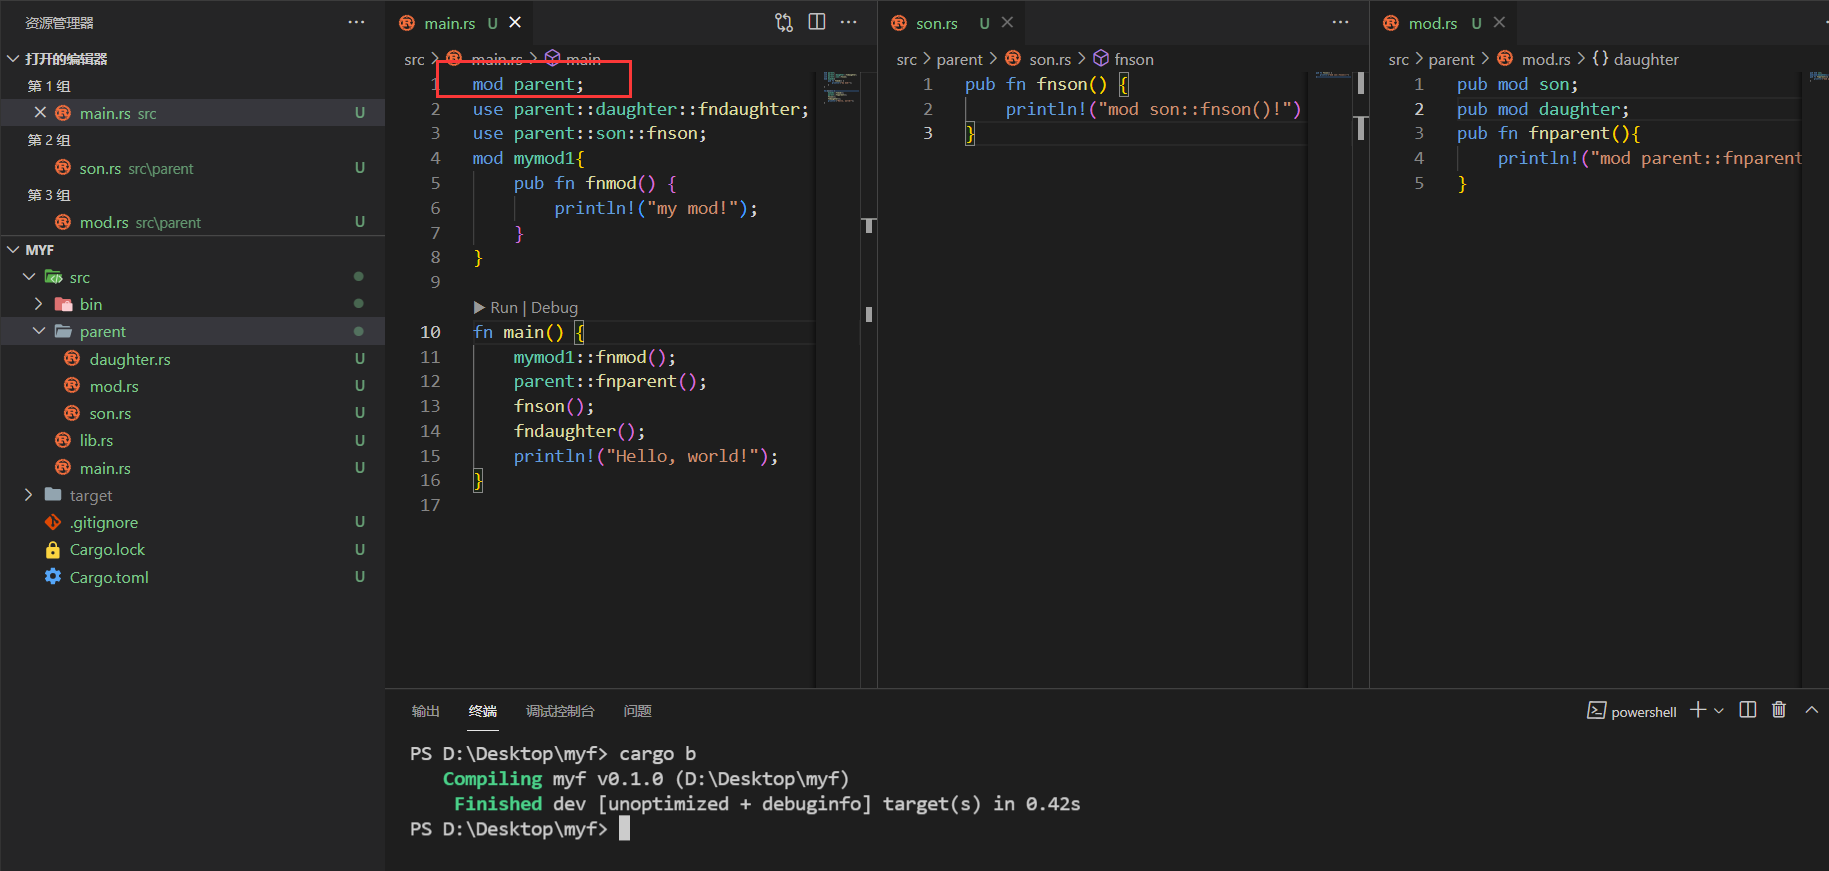 资源管理器
打开的编辑器
第 1 组
main.rs src U
第 2 组
son.rs src\parent U
第 3 组
mod.rs src\parent U
MYF
src
bin
parent
daughter.rs U
mod.rs U
son.rs U
lib.rs U
main.rs U
target
.gitignore U
Cargo.lock U
Cargo.toml U
main.rs U
src > main.rs > main
1 mod parent;
2 use parent::daughter::fndaughter;
3 use parent::son::fnson;
4 mod mymod1{
5 pub fn fnmod() {
6 println!("my mod!");
7 }
8 }
9
Run | Debug
10 fn main() {
11 mymod1::fnmod();
12 parent::fnparent();
13 fnson();
14 fndaughter();
15 println!("Hello, world!");
16 }
17
son.rs U
src > parent > son.rs > fnson
1 pub fn fnson() {
2 println!("mod son::fnson()!")
3 }
mod.rs U
src > parent > mod.rs > {} daughter
1 pub mod son;
2 pub mod daughter;
3 pub fn fnparent(){
4 println!("mod parent::fnparent
5 }
输出 终端 调试控制台 问题
powershell
PS D:\Desktop\myf> cargo b
Compiling myf v0.1.0 (D:\Desktop\myf)
Finished dev [unoptimized + debuginfo] target(s) in 0.42s
PS D:\Desktop\myf>